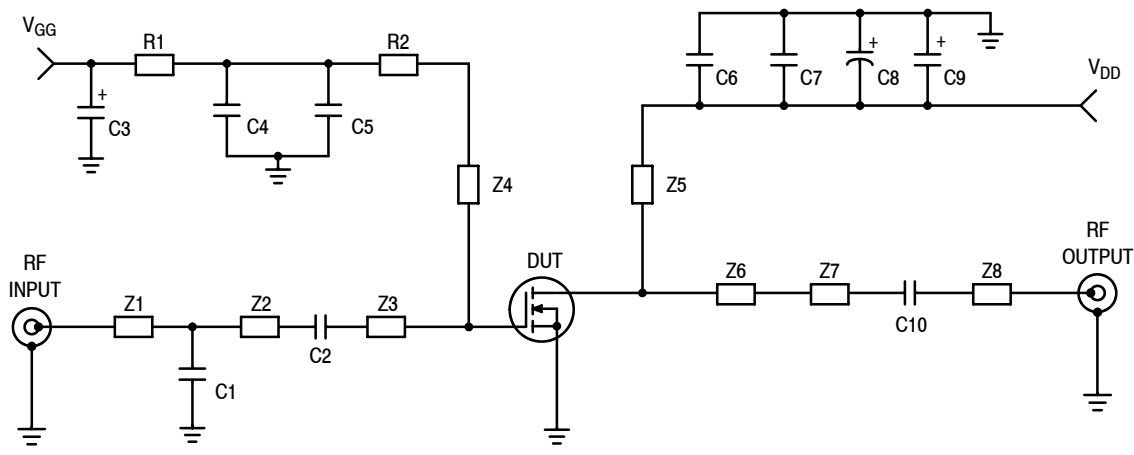 VGG
R1
R2
+
C3
C4
C5
Z4
C6
C7
+
C8
+
C9
VDD
Z5
RF
INPUT
Z1
Z2
C2
Z3
C1
DUT
Z6
Z7
C10
Z8
RF
OUTPUT